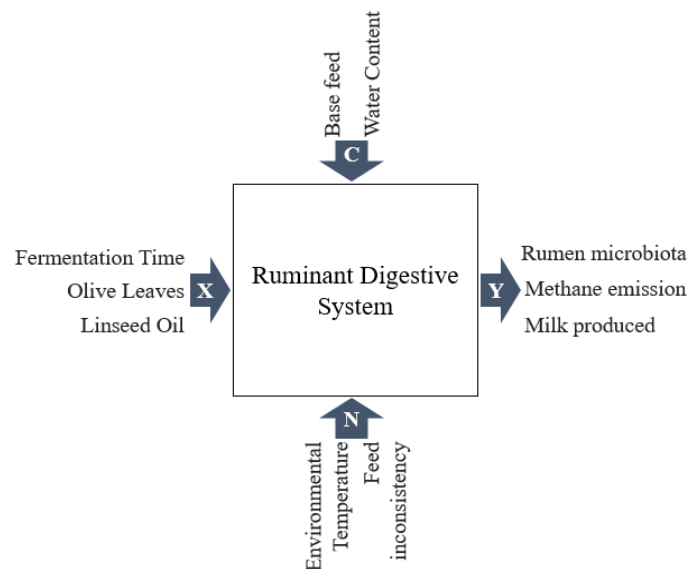 Base feed
Water Content
C
Fermentation Time
Olive Leaves
Linseed Oil
X
Ruminant Digestive
System
Y
Rumen microbiota
Methane emission
Milk produced
N
Environmental
Temperature
Feed
inconsistency